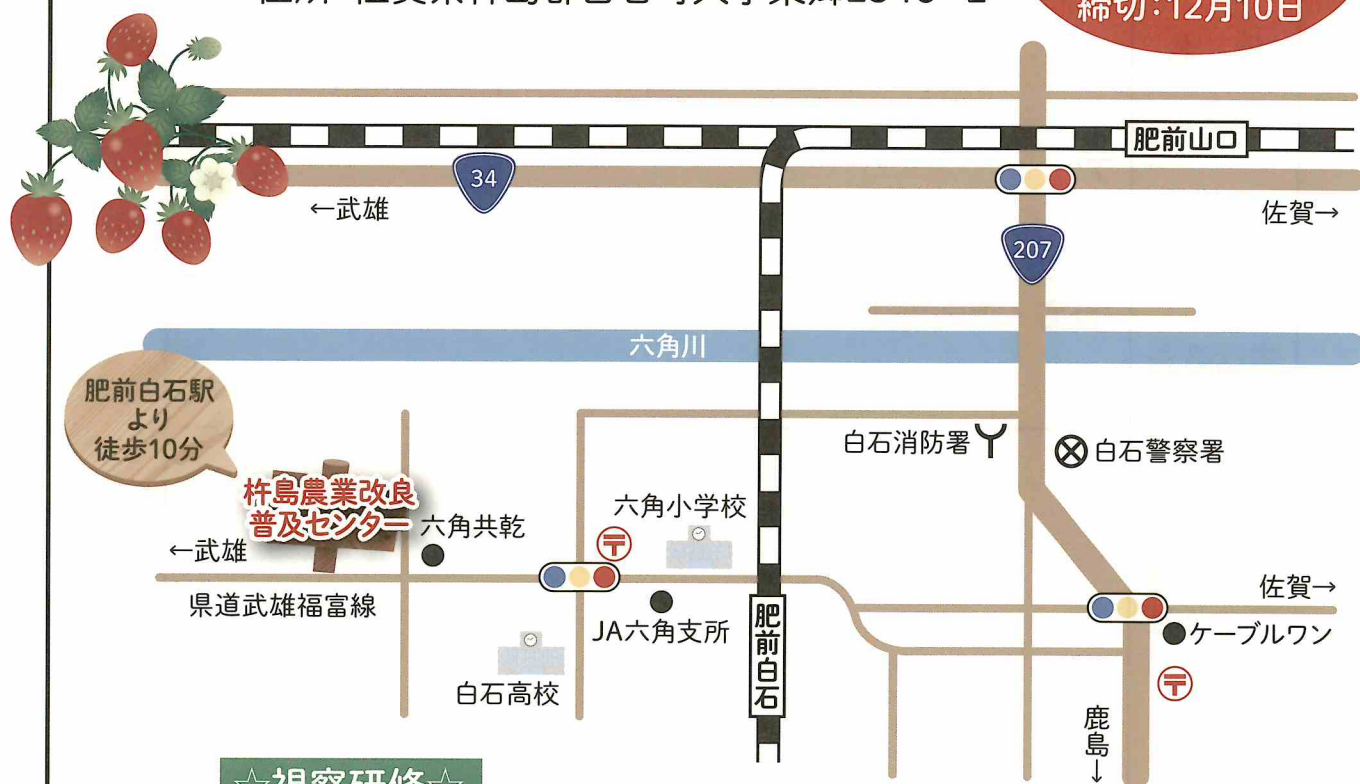 締切：12月10日
肥前山口
34
←武雄
佐賀→
207
六角川
肥前白石駅
より
徒歩10分
白石消防署
白石警察署
杵島農業改良
普及センター
六角共乾
六角小学校
←武雄
県道武雄福富線
佐賀→
JA六角支所
ケーブルワン
肥前白石
白石高校
鹿島→
☆視察研修☆